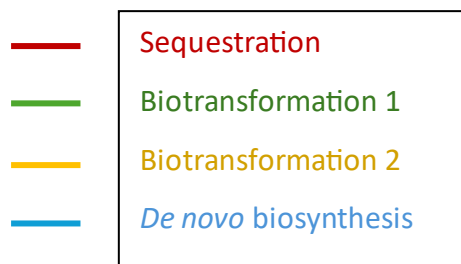 Sequestration
Biotransformation 1
Biotransformation 2
De novo biosynthesis